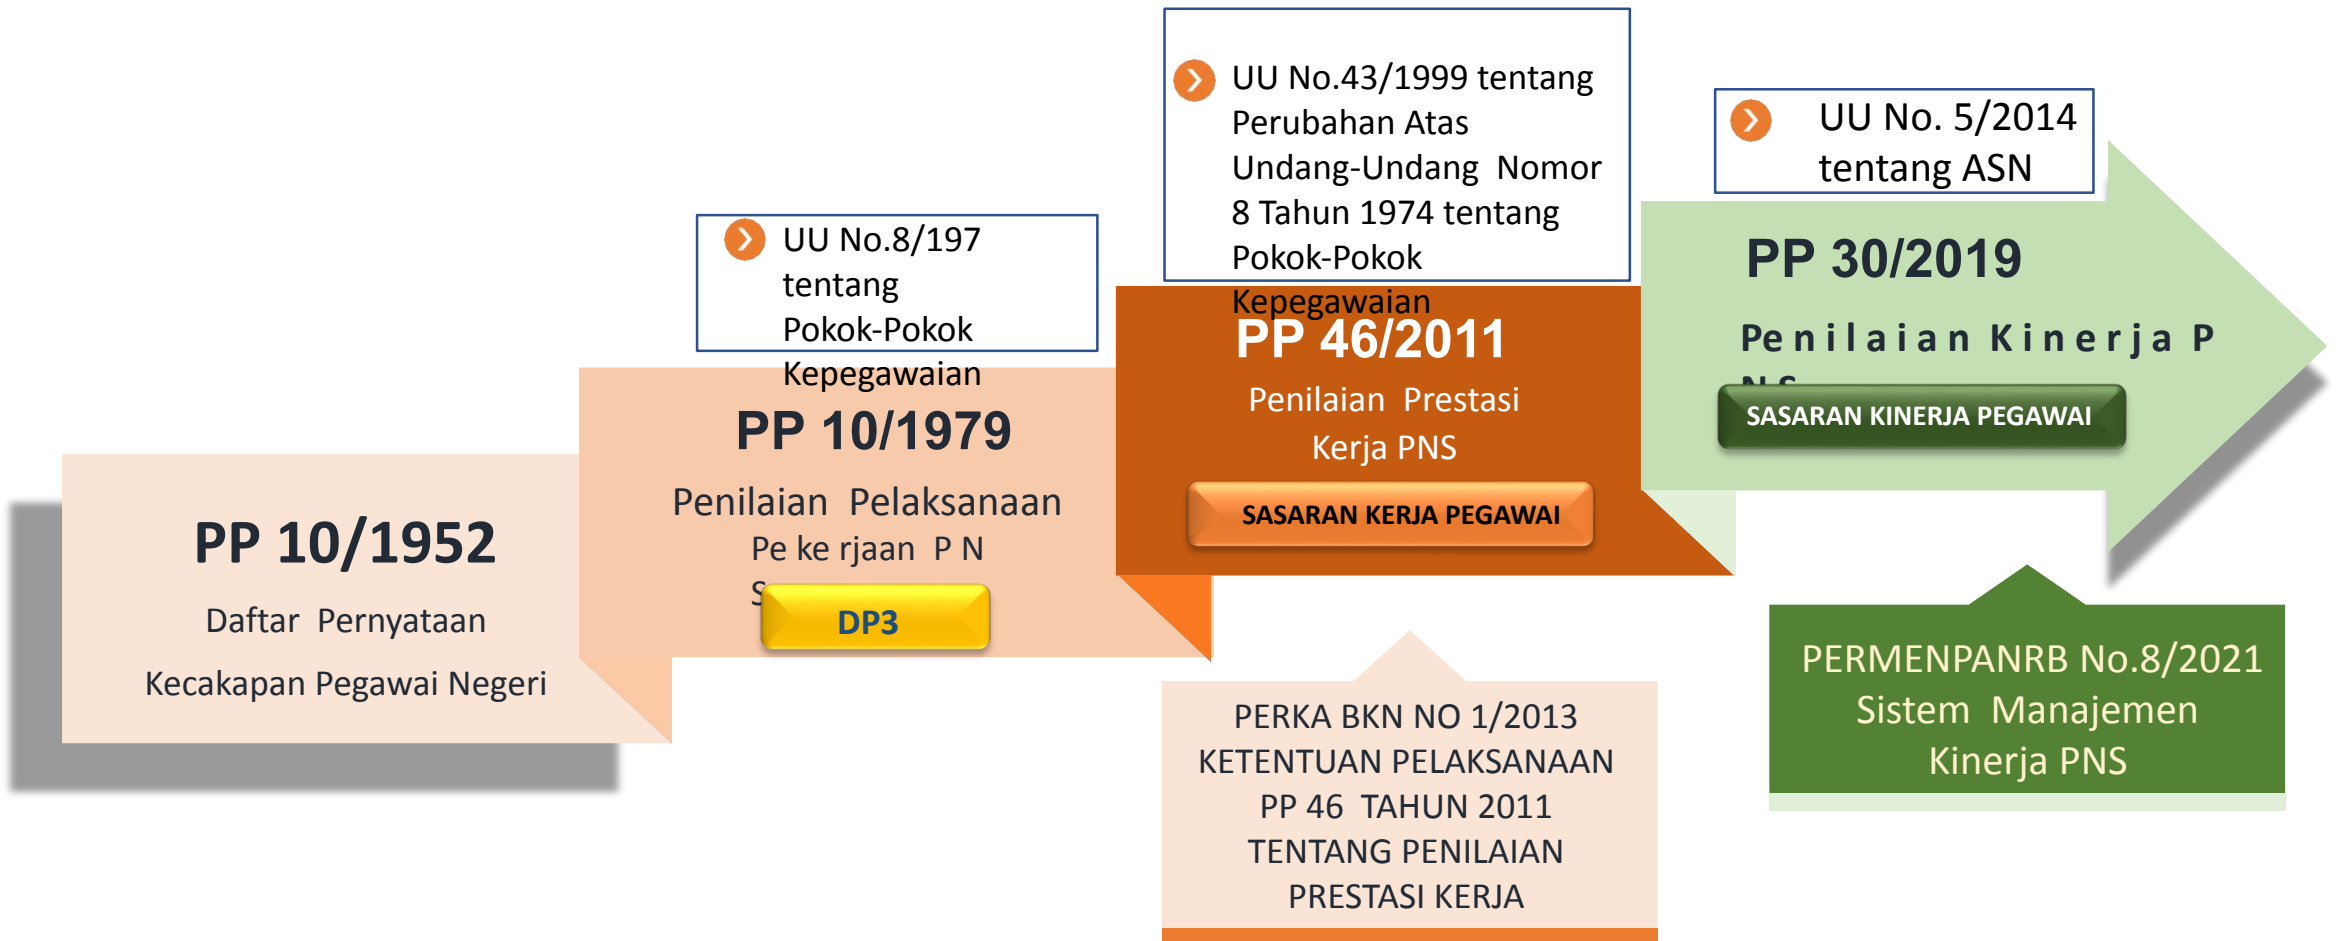 PP 10/1952
Daftar Pernyataan
Kecakapan Pegawai Negeri
UU No.8/197
tentang
Pokok-Pokok
Kepegawaian
PP 10/1979
Penilaian Pelaksanaan
Pe ke rjaan P N
S
DP3
UU No.43/1999 tentang
Perubahan Atas
Undang-Undang Nomor
8 Tahun 1974 tentang
Pokok-Pokok
Kepegawaian
PP 46/2011
Penilaian Prestasi
Kerja PNS
SASARAN KERJA PEGAWAI
PERKA BKN NO 1/2013
KETENTUAN PELAKSANAAN
PP 46 TAHUN 2011
TENTANG PENILAIAN
PRESTASI KERJA
UU No. 5/2014
tentang ASN
PP 30/2019
Pe n i l a i a n K i n e r j a P
N S
SASARAN KINERJA PEGAWAI
PERMENPANRB No.8/2021
Sistem Manajemen
Kinerja PNS